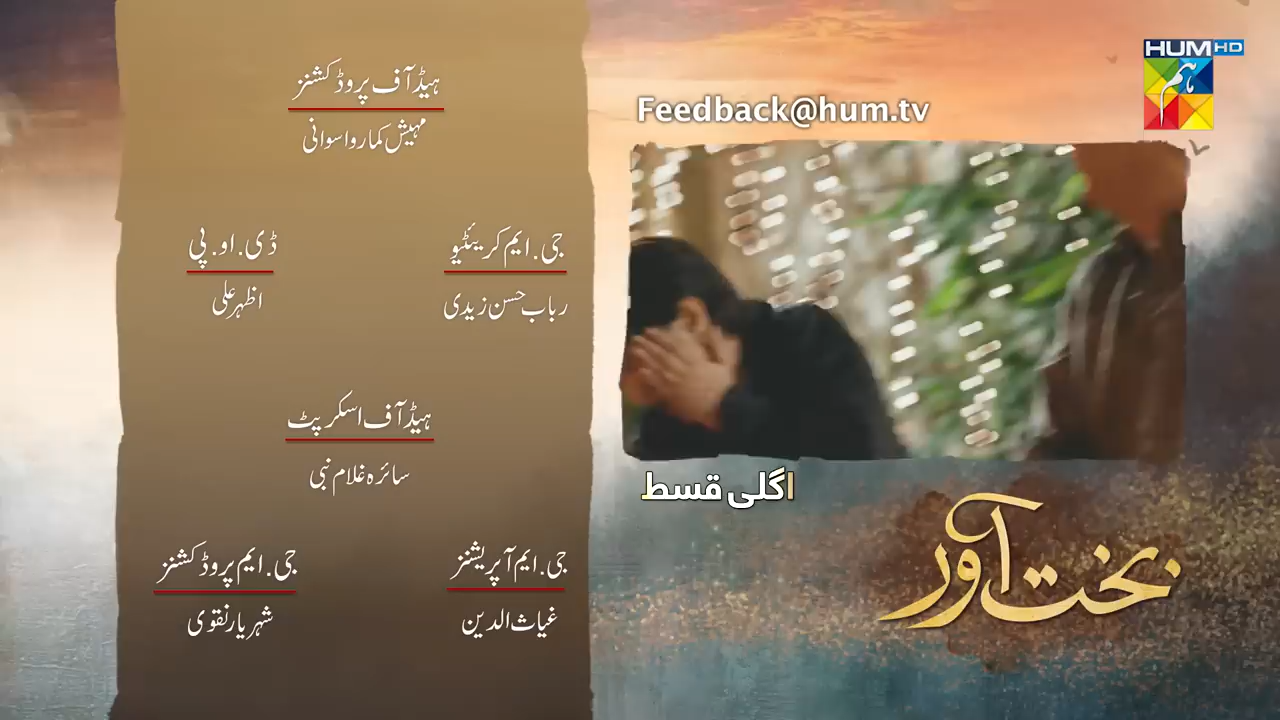 ہیڈ آف پروڈکشنز
مہیش کمار واسوانی
جی.ایم کریئٹیو
رباب حسن زیدی
ڈی.او.پی
اظہر علی
ہیڈ آف اسکرپٹ
سائرہ غلام نبی
جی.ایم آپریشنز
غیاث الدین
جی.ایم پروڈکشنز
شہریار نقوی
HUM HD
ہم
Feedback@hum.tv
اگلی قسط
بخت آور